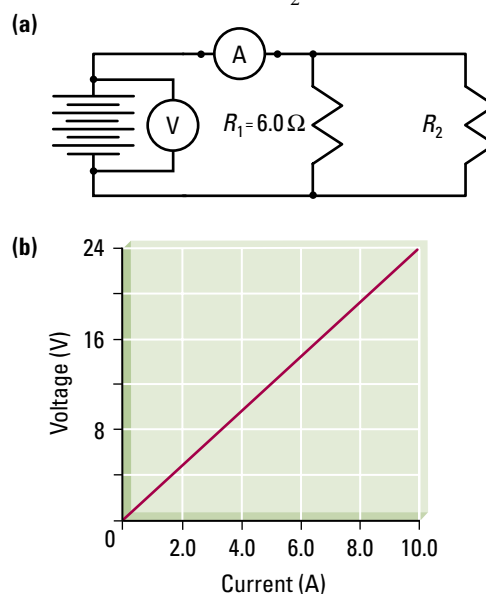 2
(a)
A
V
R₁ = 6.0 Ω
R₂
(b)
24
16
8
0
2.0 4.0 6.0 8.0 10.0
Voltage (V)
Current (A)